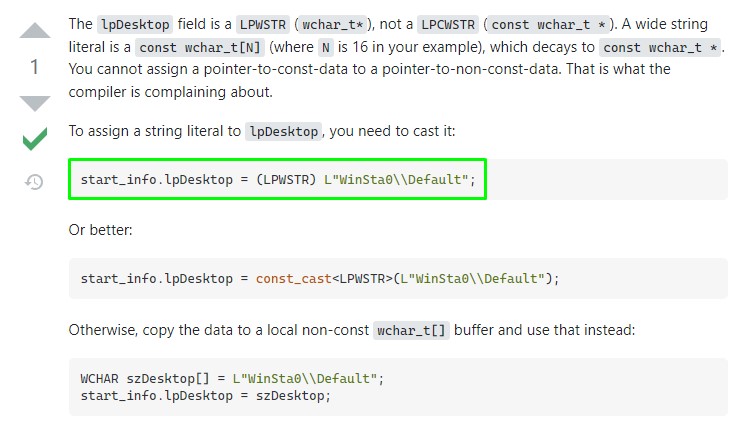 The lpDesktop field is a LPWSTR (wchar_t*), not a LPCWSTR (const wchar_t *). A wide string
literal is a const wchar_t[N] (where N is 16 in your example), which decays to const wchar_t *.
You cannot assign a pointer-to-const-data to a pointer-to-non-const-data. That is what the
compiler is complaining about.
1
To assign a string literal to lpDesktop, you need to cast it:
start_info.lpDesktop = (LPWSTR) L"WinSta0\\Default";
Or better:
start_info.lpDesktop = const_cast<LPWSTR>(L"WinSta0\\Default");
Otherwise, copy the data to a local non-const wchar_t[] buffer and use that instead:
WCHAR szDesktop[] = L"WinSta0\\Default";
start_info.lpDesktop = szDesktop;